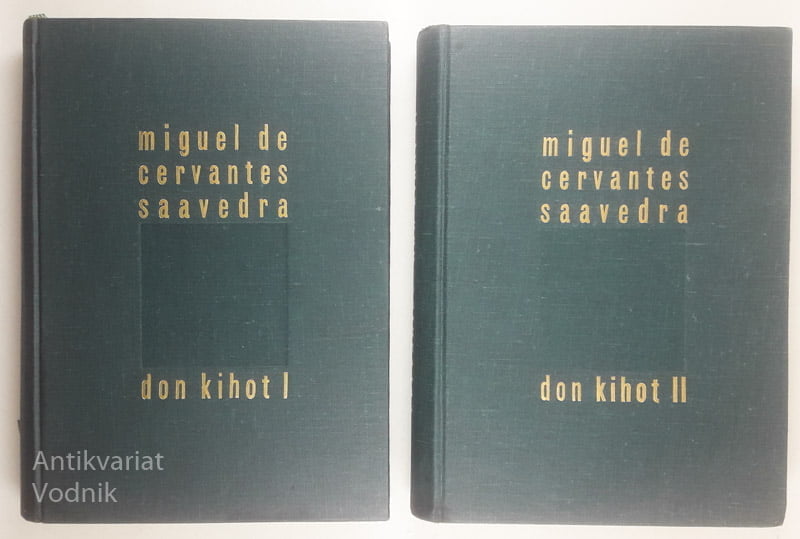 miguel de
cervantes
saavedra
don kihot I
miguel de
cervantes
saavedra
don kihot II
Antikvariat
Vodnik